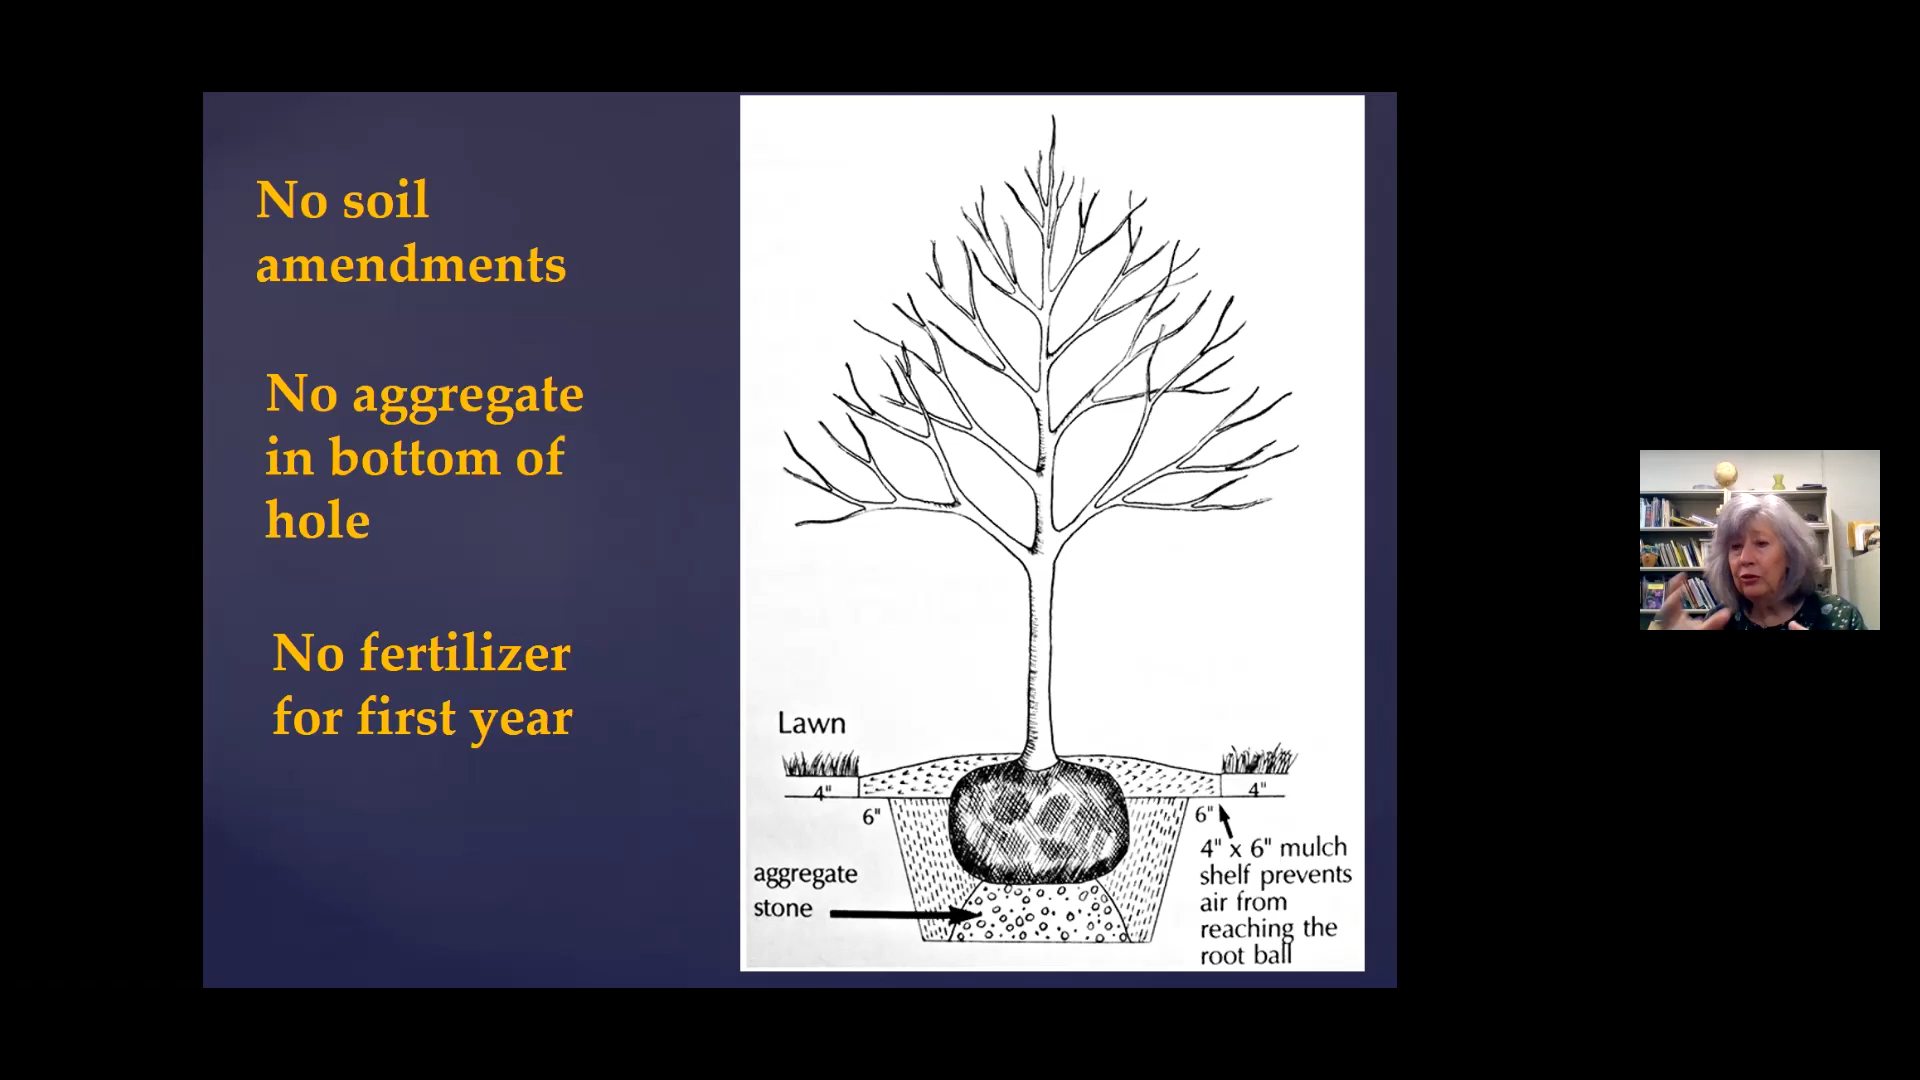 No soil
amendments
No aggregate
in bottom of
hole
No fertilizer
for first year
Lawn
4"
4"
6"
6"
aggregate
stone
4" x 6" mulch
shelf prevents
air from
reaching the
root ball